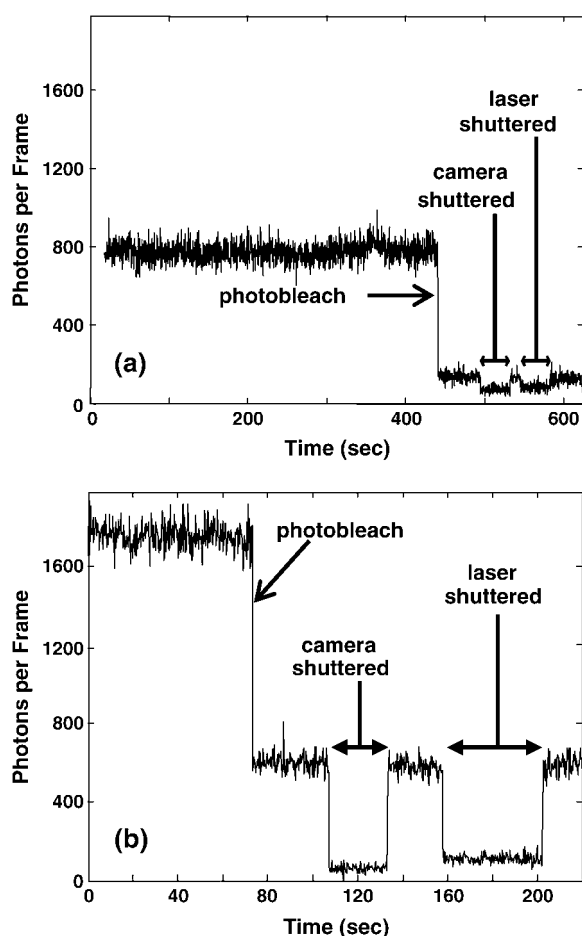 1600
1200
800
400
0
Photons per Frame
laser
shuttered
camera
shuttered
photobleach
(a)
0
200
400
600
Time (sec)
1600
1200
800
400
0
Photons per Frame
photobleach
laser
shuttered
camera
shuttered
(b)
0
40
80
120
160
200
Time (sec)